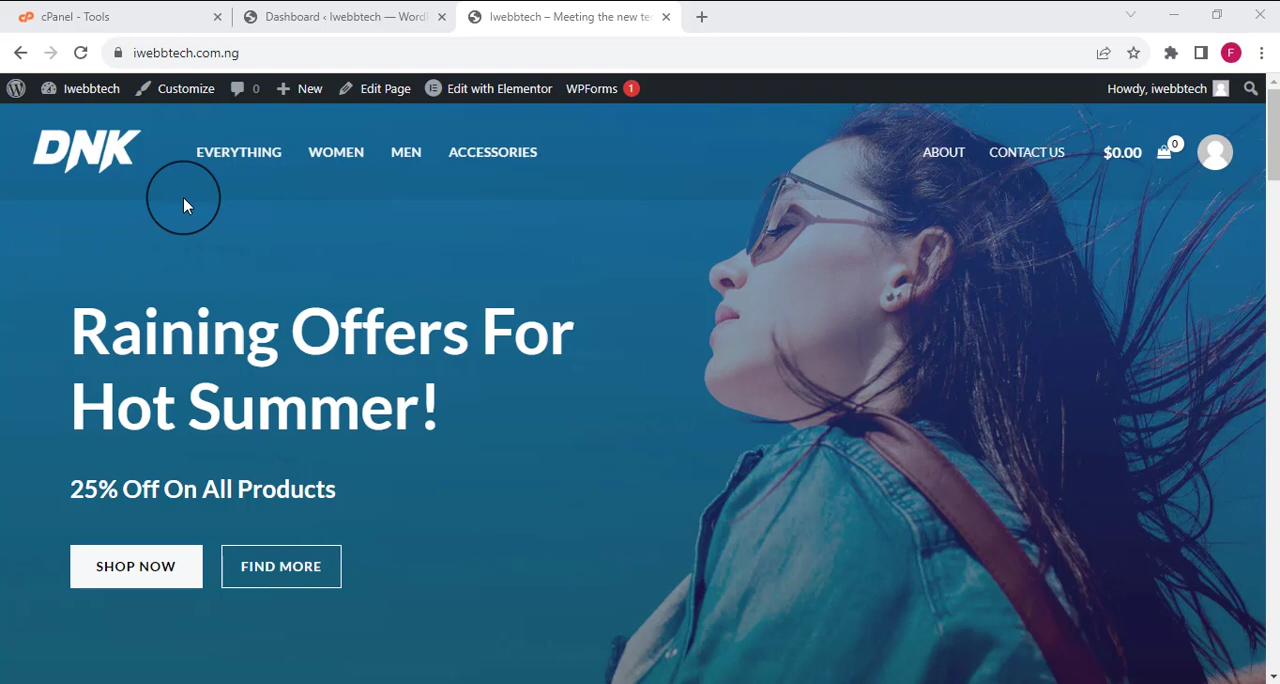 cPanel - Tools
Dashboard ‹ Iwebbtech — WordP
Iwebbtech – Meeting the new te
iwebbtech.com.ng
F
Iwebbtech
Customize
0
New
Edit Page
Edit with Elementor
WPForms 1
Howdy, iwebbtech
DNK
EVERYTHING
WOMEN
MEN
ACCESSORIES
ABOUT
CONTACT US
$0.00
0
Raining Offers For
Hot Summer!
25% Off On All Products
SHOP NOW
FIND MORE